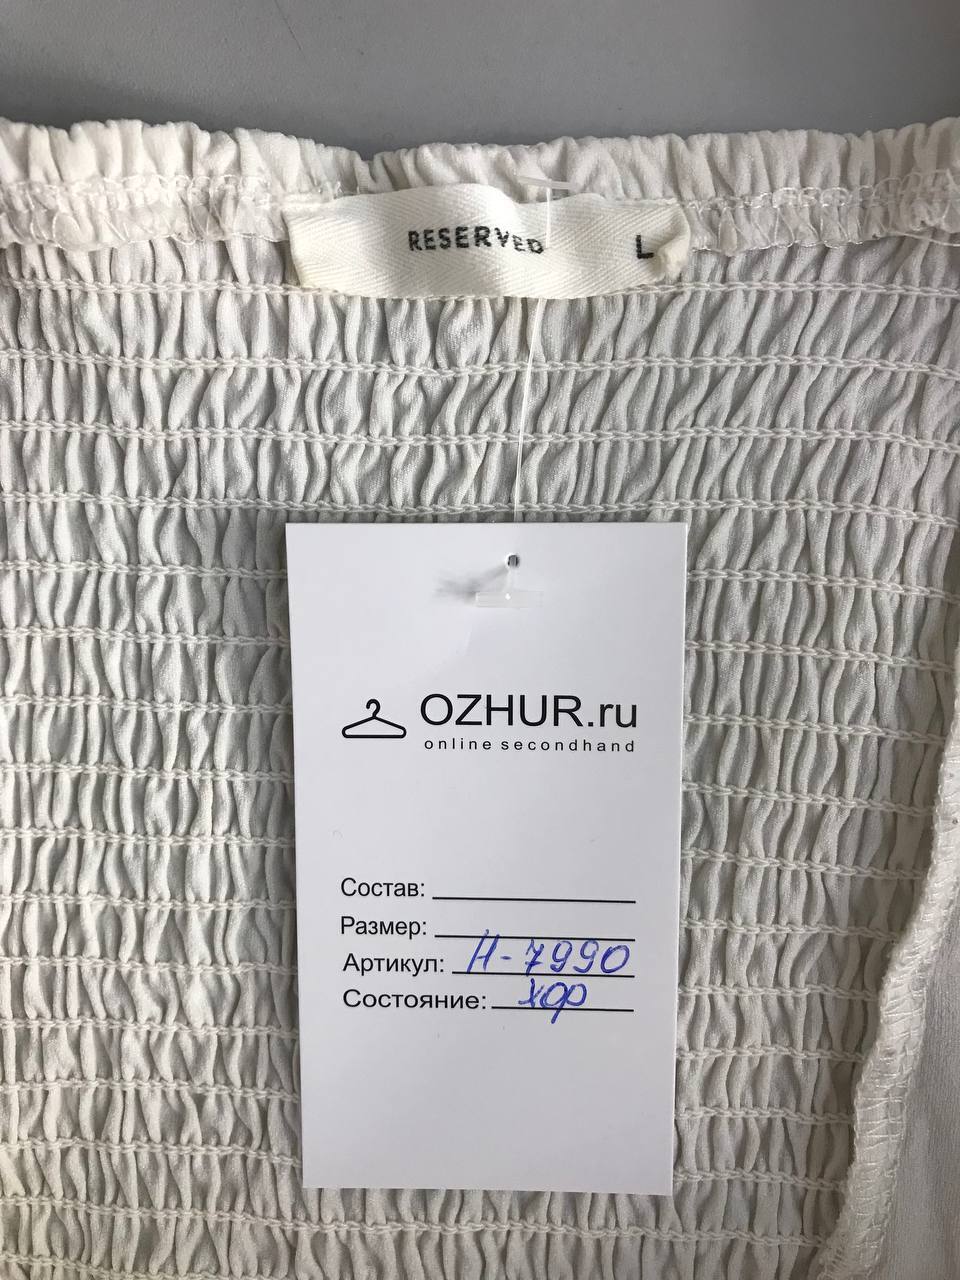 RESERVED L
OZHUR.ru
online secondhand
Состав:
Размер:
Артикул: Н-7990
Состояние: хор